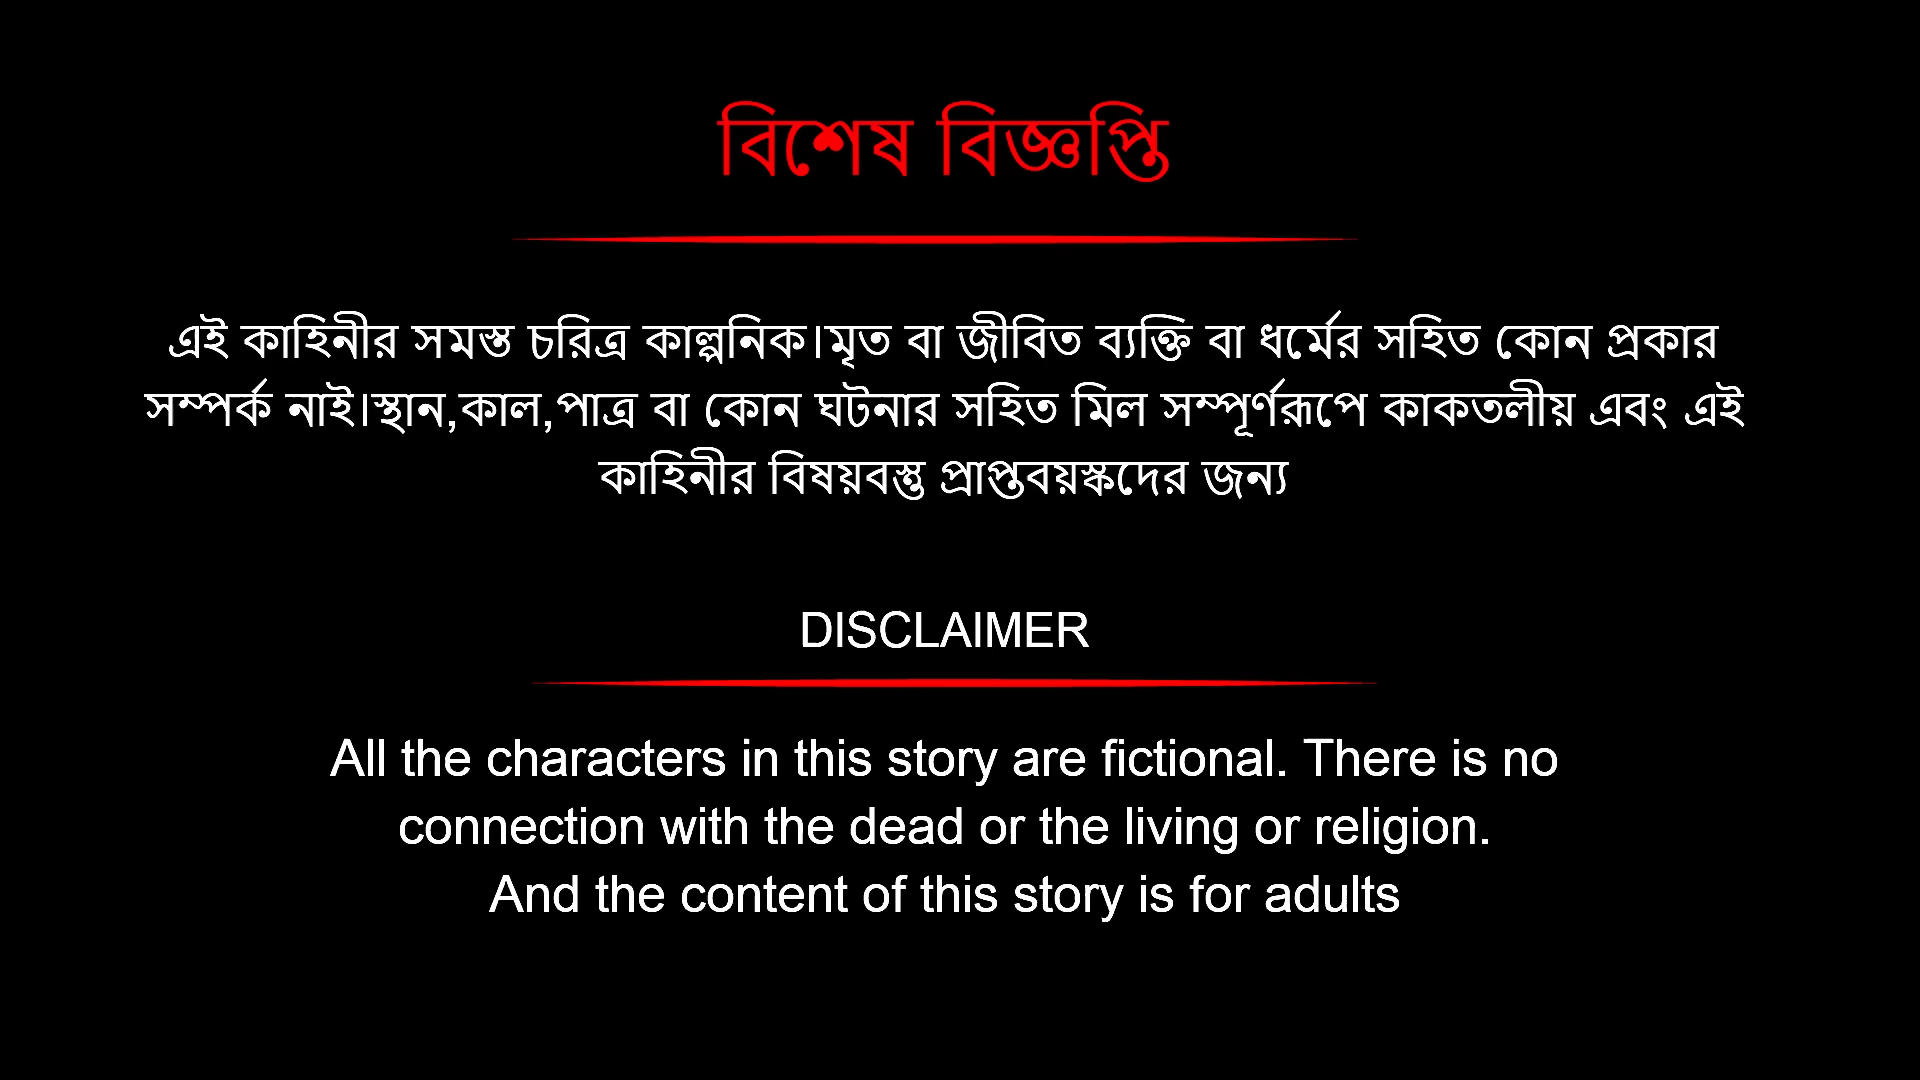 বিশেষ বিজ্ঞপ্তি
এই কাহিনীর সমস্ত চরিত্র কাল্পনিক।মৃত বা জীবিত ব্যক্তি বা ধর্মের সহিত কোন প্রকার
সম্পর্ক নাই।স্থান,কাল,পাত্র বা কোন ঘটনার সহিত মিল সম্পূর্ণরূপে কাকতলীয় এবং এই
কাহিনীর বিষয়বস্তু প্রাপ্তবয়স্কদের জন্য
DISCLAIMER
All the characters in this story are fictional. There is no
connection with the dead or the living or religion.
And the content of this story is for adults